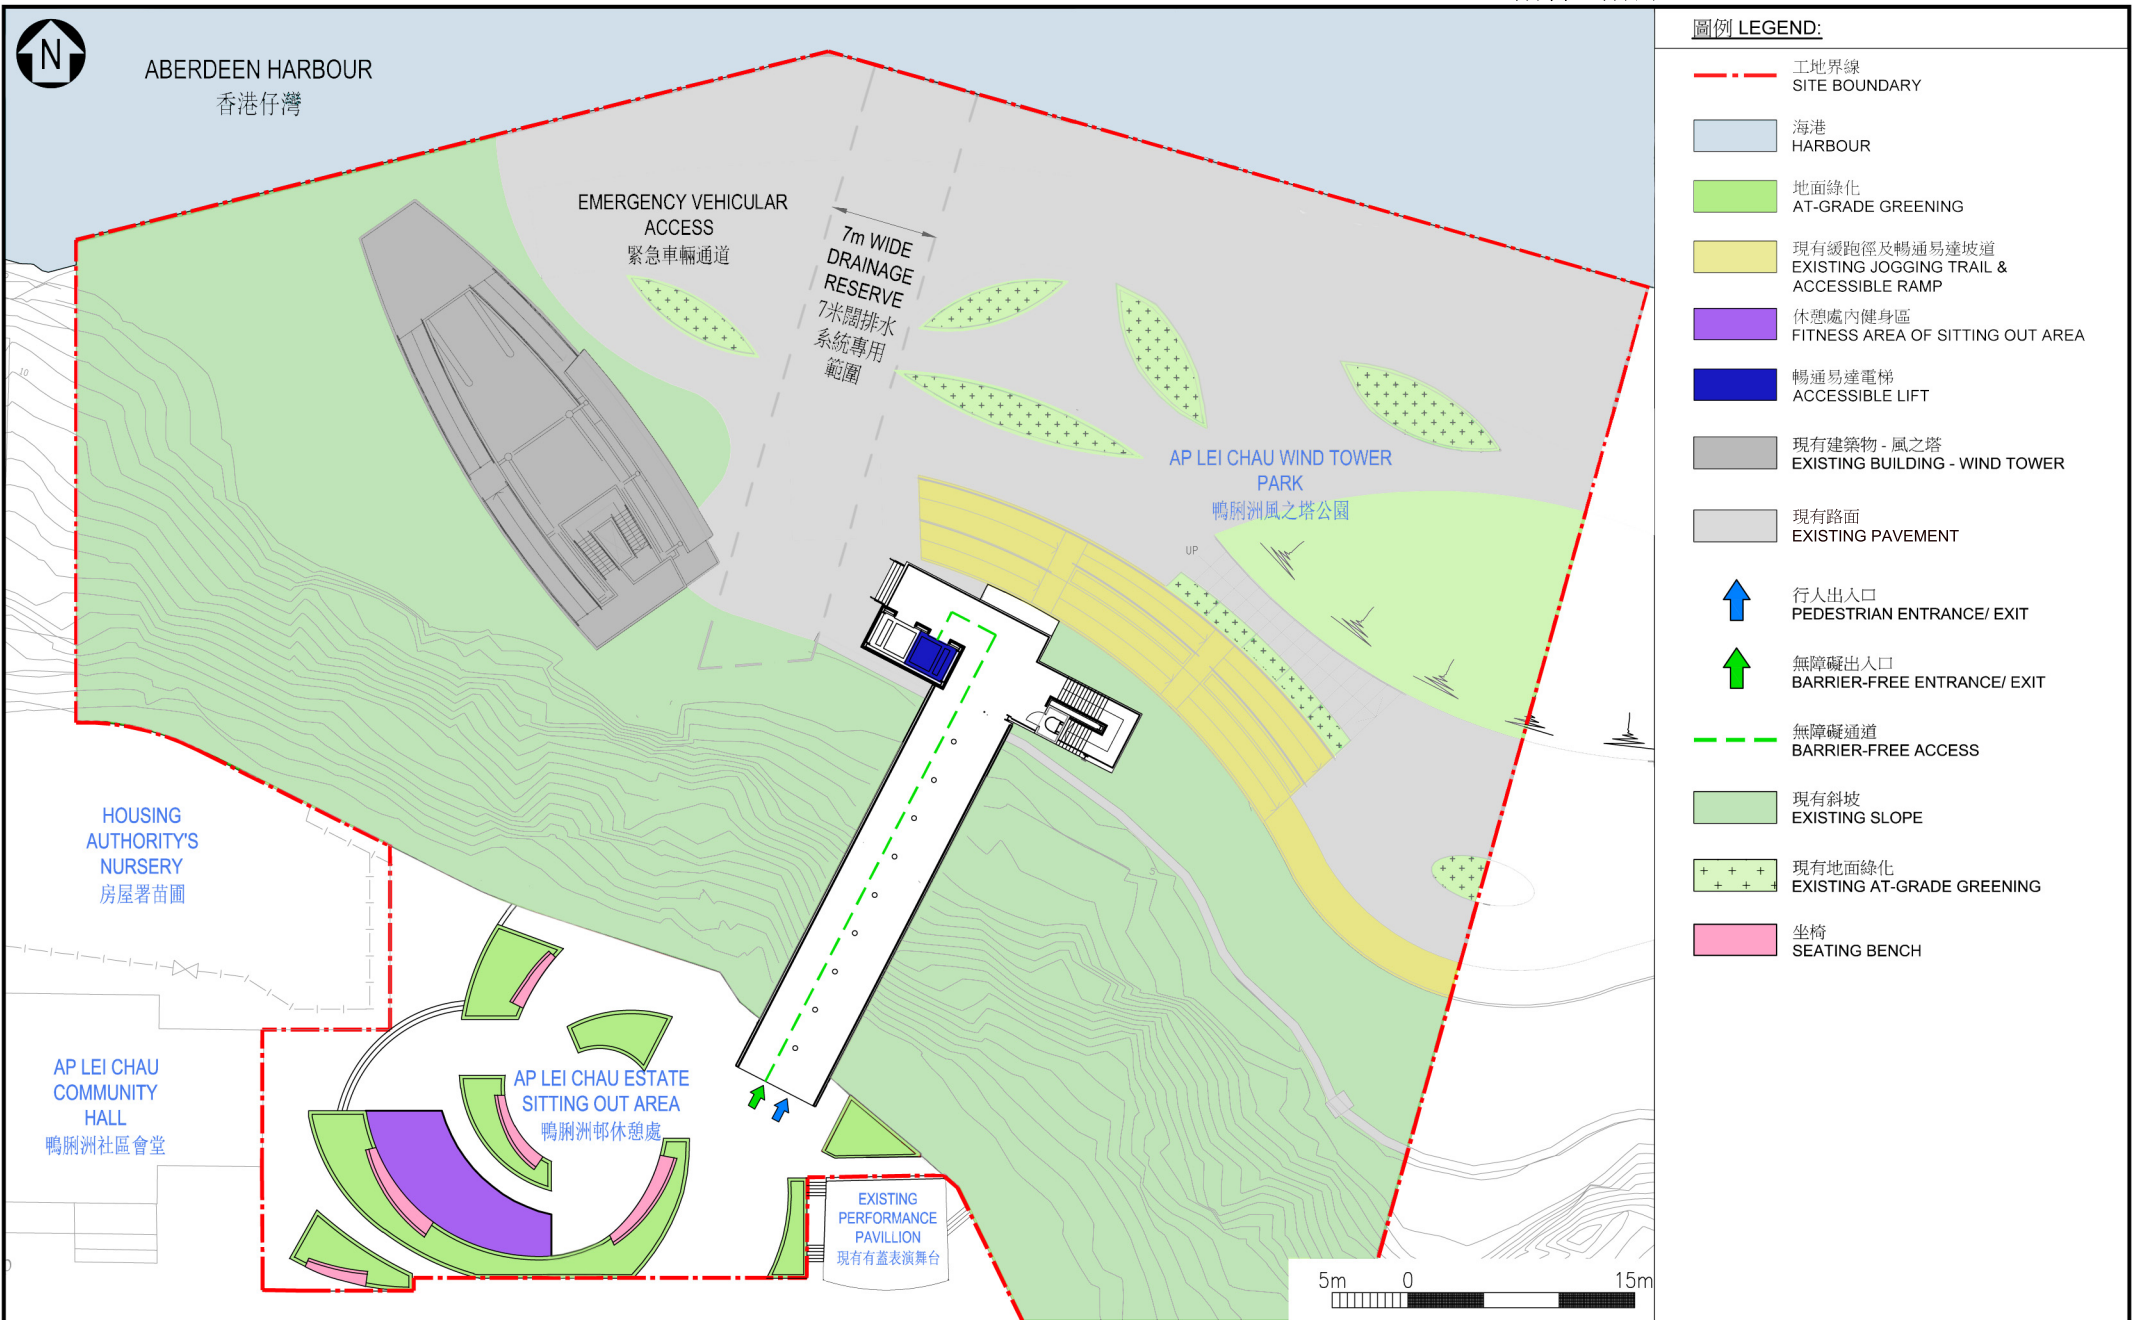 N
ABERDEEN HARBOUR
香港仔灣
EMERGENCY VEHICULAR
ACCESS
緊急車輛通道
7m WIDE
DRAINAGE
RESERVE
7米闊排水
系統專用
範圍
AP LEI CHAU WIND TOWER
PARK
鴨脷洲風之塔公園
UP
10
5
HOUSING
AUTHORITY'S
NURSERY
房屋署苗圃
AP LEI CHAU
COMMUNITY
HALL
鴨脷洲社區會堂
AP LEI CHAU ESTATE
SITTING OUT AREA
鴨脷洲邨休憩處
EXISTING
PERFORMANCE
PAVILLION
現有有蓋表演舞台
5m 0 15m
圖例 LEGEND:
工地界線
SITE BOUNDARY
海港
HARBOUR
地面綠化
AT-GRADE GREENING
現有緩跑徑及暢通易達坡道
EXISTING JOGGING TRAIL &
ACCESSIBLE RAMP
休憩處內健身區
FITNESS AREA OF SITTING OUT AREA
暢通易達電梯
ACCESSIBLE LIFT
現有建築物 - 風之塔
EXISTING BUILDING - WIND TOWER
現有路面
EXISTING PAVEMENT
行人出入口
PEDESTRIAN ENTRANCE/ EXIT
無障礙出入口
BARRIER-FREE ENTRANCE/ EXIT
無障礙通道
BARRIER-FREE ACCESS
現有斜坡
EXISTING SLOPE
現有地面綠化
EXISTING AT-GRADE GREENING
坐椅
SEATING BENCH